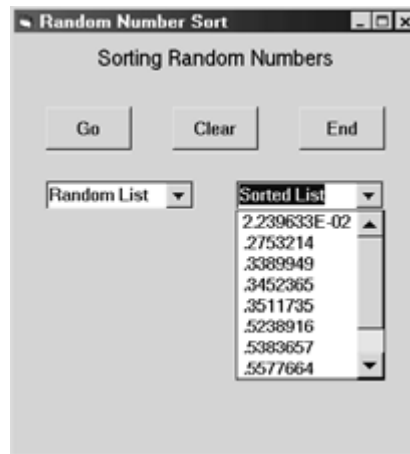 Random Number Sort
Sorting Random Numbers
Go Clear End
Random List Sorted List
2.239633E-02
.2753214
.3389949
.3452365
.3511735
.5238916
.5383657
.5577664